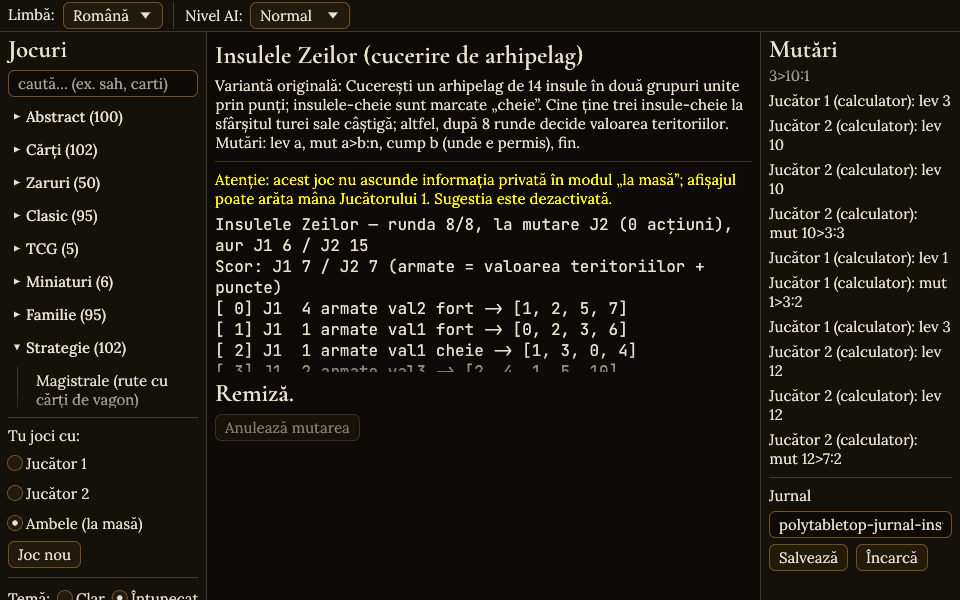 Limbă: Română Nivel AI: Normal
Jocuri
caută... (ex. sah, carti)
Abstract (100)
Cărți (102)
Zaruri (50)
Clasic (95)
TCG (5)
Miniaturi (6)
Familie (95)
Strategie (102)
Magistrale (rute cu
cărți de vagon)
Tu joci cu:
Jucător 1
Jucător 2
Ambele (la masă)
Joc nou
Temă: Clar Întunecat
Insulele Zeilor (cucerire de arhipelag)
Variantă originală: Cucerești un arhipelag de 14 insule în două grupuri unite
prin punți; insulele-cheie sunt marcate „cheie”. Cine ține trei insule-cheie la
sfârșitul turei sale câștigă; altfel, după 8 runde decide valoarea teritoriilor.
Mutări: lev a, mut a>b:n, cump b (unde e permis), fin.
Atenție: acest joc nu ascunde informația privată în modul „la masă”; afișajul
poate arăta mâna Jucătorului 1. Sugestia este dezactivată.
Insulele Zeilor — runda 8/8, la mutare J2 (0 acțiuni),
aur J1 6 / J2 15
Scor: J1 7 / J2 7 (armate = valoarea teritoriilor +
puncte)
[ 0] J1 4 armate val2 fort –> [1, 2, 5, 7]
[ 1] J1 1 armate val1 fort –> [0, 2, 3, 6]
[ 2] J1 1 armate val1 cheie –> [1, 3, 0, 4]
[ 3] J1 2 armate val3 –> [2, 4, 1, 5, 10]
Remiză.
Anulează mutarea
Mutări
3>10:1
Jucător 1 (calculator): lev 3
Jucător 2 (calculator): lev
10
Jucător 2 (calculator): lev
10
Jucător 2 (calculator):
mut 10>3:3
Jucător 1 (calculator): lev 1
Jucător 1 (calculator): mut
1>3:2
Jucător 1 (calculator): lev 3
Jucător 2 (calculator): lev
12
Jucător 2 (calculator): lev
12
Jucător 2 (calculator):
mut 12>7:2
Jurnal
polytabletop-jurnal-ins
Salvează Încarcă